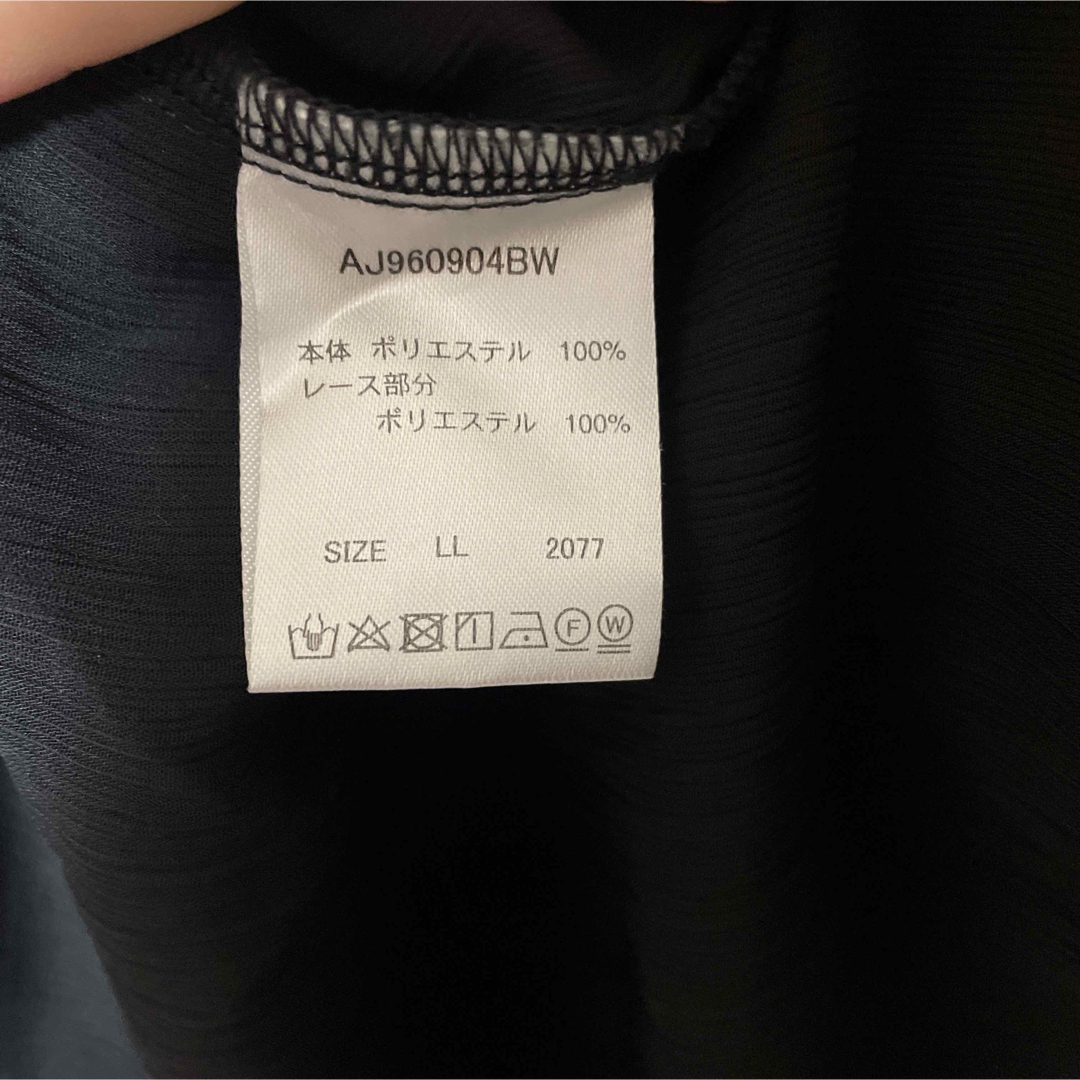 AJ960904BW
本体 ポリエステル 100%
レース部分
ポリエステル 100%
SIZE LL 2077
F W